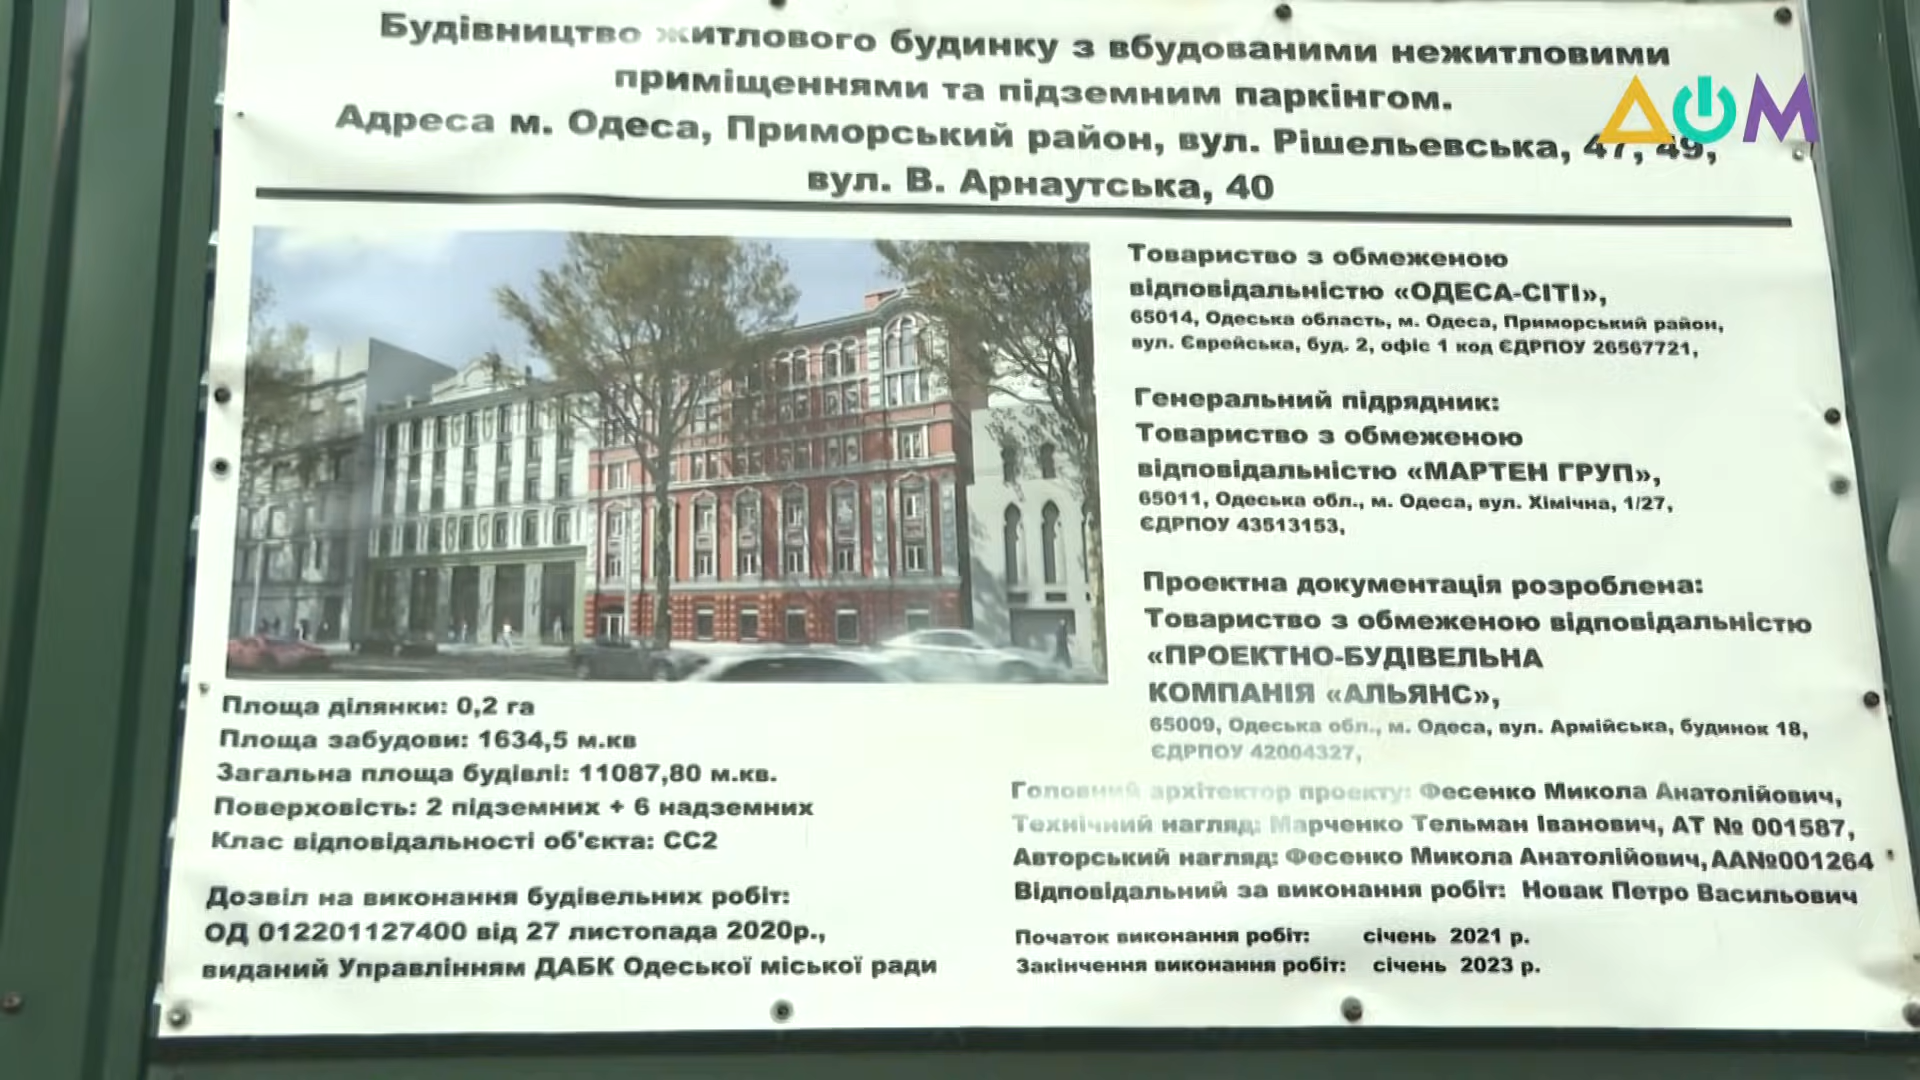 Будівництво житлового будинку з вбудованими нежитловими
приміщеннями та підземним паркінгом.
Адреса м. Одеса, Приморський район, вул. Рішельєвська, 47, 49,
вул. В. Арнаутська, 40
ДОМ
Товариство з обмеженою
відповідальністю «ОДЕСА-СІТІ»,
65014, Одеська область, м. Одеса, Приморський район,
вул. Єврейська, буд. 2, офіс 1 код ЄДРПОУ 26567721,
Генеральний підрядник:
Товариство з обмеженою
відповідальністю «МАРТЕН ГРУП»,
65011, Одеська обл., м. Одеса, вул. Хімічна, 1/27,
ЄДРПОУ 43513153,
Проектна документація розроблена:
Товариство з обмеженою відповідальністю
«ПРОЕКТНО-БУДІВЕЛЬНА
КОМПАНІЯ «АЛЬЯНС»,
65009, Одеська обл., м. Одеса, вул. Армійська, будинок 18,
ЄДРПОУ 42004327,
Площа ділянки: 0,2 га
Площа забудови: 1634,5 м.кв
Загальна площа будівлі: 11087,80 м.кв.
Поверховість: 2 підземних + 6 надземних
Клас відповідальності об'єкта: СС2
Дозвіл на виконання будівельних робіт:
ОД 012201127400 від 27 листопада 2020р.,
виданий Управлінням ДАБК Одеської міської ради
Головний архітектор проекту: Фесенко Микола Анатолійович,
Технічний нагляд: Марченко Тельман Іванович, АТ № 001587,
Авторський нагляд: Фесенко Микола Анатолійович, АА№001264
Відповідальний за виконання робіт: Новак Петро Васильович
Початок виконання робіт: січень 2021 р.
Закінчення виконання робіт: січень 2023 р.